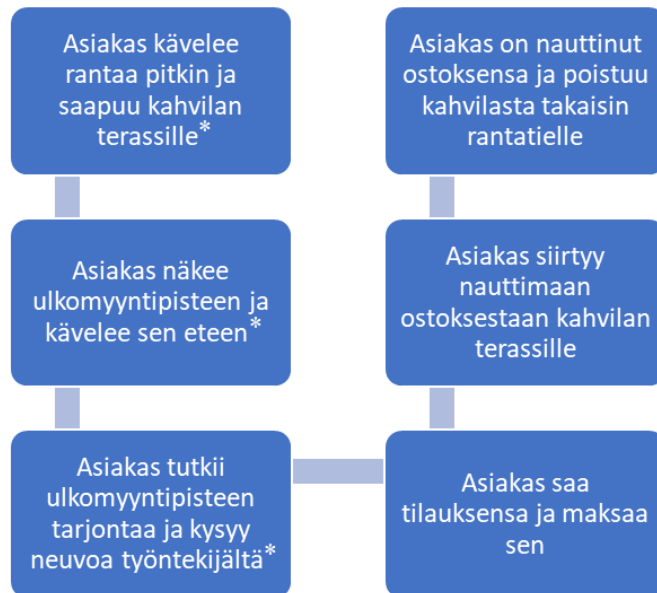 Asiakas kävelee
rantaa pitkin ja
saapuu kahvilan
terassille*
Asiakas näkee
ulkomyyntipisteen ja
kävelee sen eteen*
Asiakas tutkii
ulkomyyntipisteen
tarjontaa ja kysyy
neuvoa työntekijältä*
Asiakas saa
tilauksensa ja maksaa
sen
Asiakas siirtyy
nauttimaan
ostoksestaan kahvilan
terassille
Asiakas on nauttinut
ostoksensa ja poistuu
kahvilasta takaisin
rantatielle